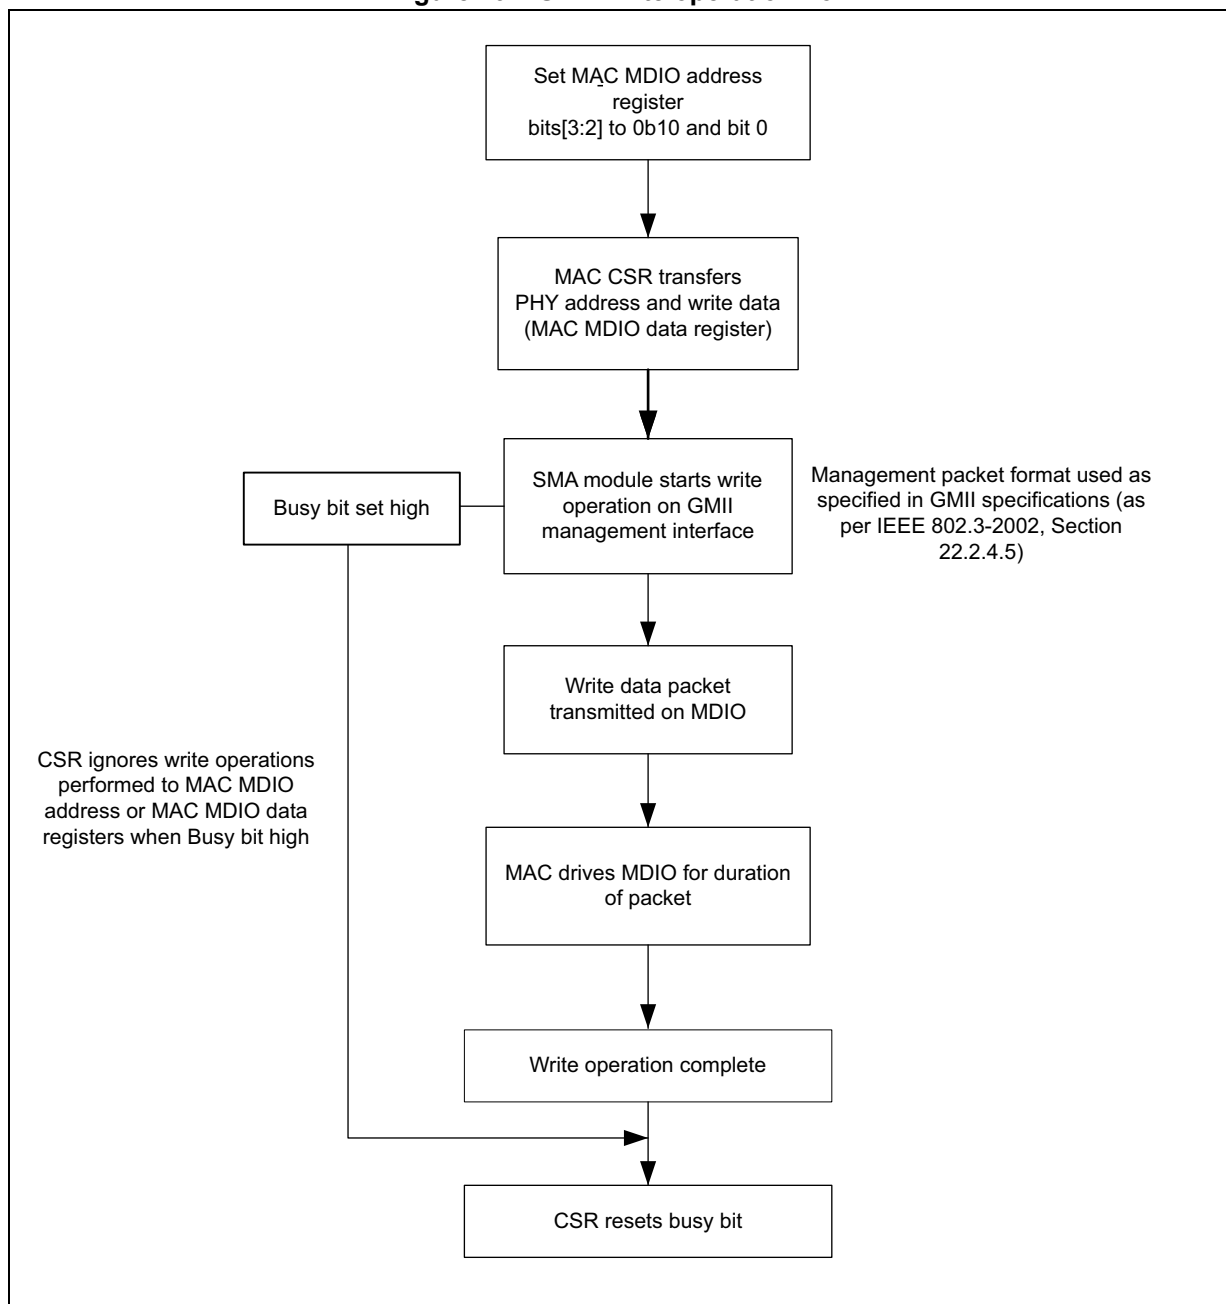 Set MAC MDIO address
register
bits[3:2] to 0b10 and bit 0
MAC CSR transfers
PHY address and write data
(MAC MDIO data register)
SMA module starts write
operation on GMII
management interface
Management packet format used as
specified in GMII specifications (as
per IEEE 802.3-2002, Section
22.2.4.5)
Busy bit set high
Write data packet
transmitted on MDIO
CSR ignores write operations
performed to MAC MDIO
address or MAC MDIO data
registers when Busy bit high
MAC drives MDIO for duration
of packet
Write operation complete
CSR resets busy bit